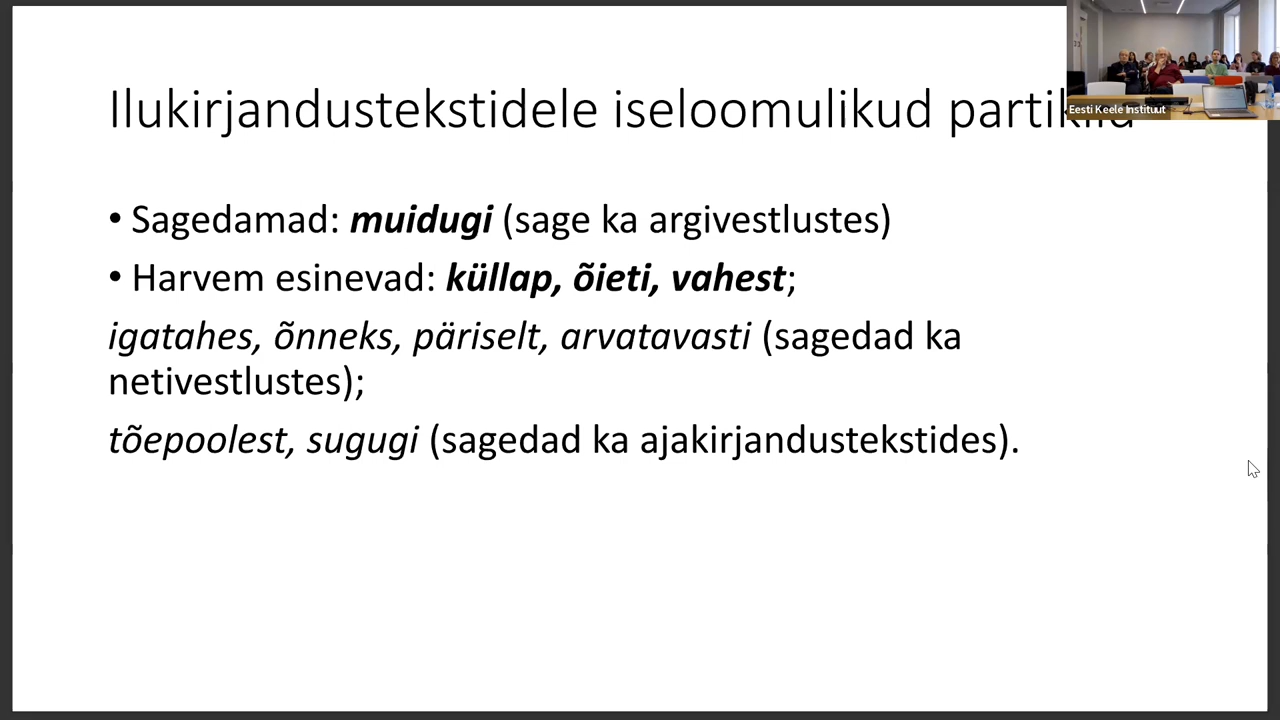 Ilukirjandustekstidele iseloomulikud
Eesti Keele Instituut
• Sagedamad: muidugi (sage ka argivestlustes)
• Harvem esinevad: küllap, õieti, vahest;
igatahes, õnneks, päriselt, arvatavasti (sagedad ka
netivestlustes);
tõepoolest, sugugi (sagedad ka ajakirjandustekstides).